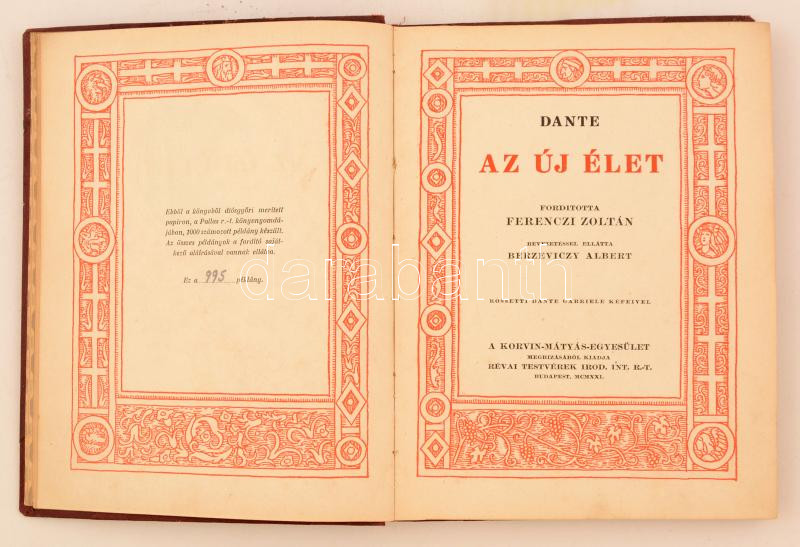 Ebből a könyvből diósgyőri merített
papiron, a Pallas r.-t. könyvnyomdá-
jában, 1000 számozott példány készült.
Az összes példányok a fordító saját-
kezű aláírásával vannak ellátva.
Ez a 995 példány.
DANTE
AZ ÚJ ÉLET
FORDITOTTA
FERENCZI ZOLTÁN
BEVEZETÉSSEL ELLÁTTA
BERZEVICZY ALBERT
ROSSETTI DANTE GABRIELE KÉPEIVEL
A KORVIN-MÁTYÁS-EGYESÜLET
MEGBIZÁSÁBÓL KIADJA
RÉVAI TESTVÉREK IROD. INT. R.-T.
BUDAPEST, MCMXXI.
darabanth